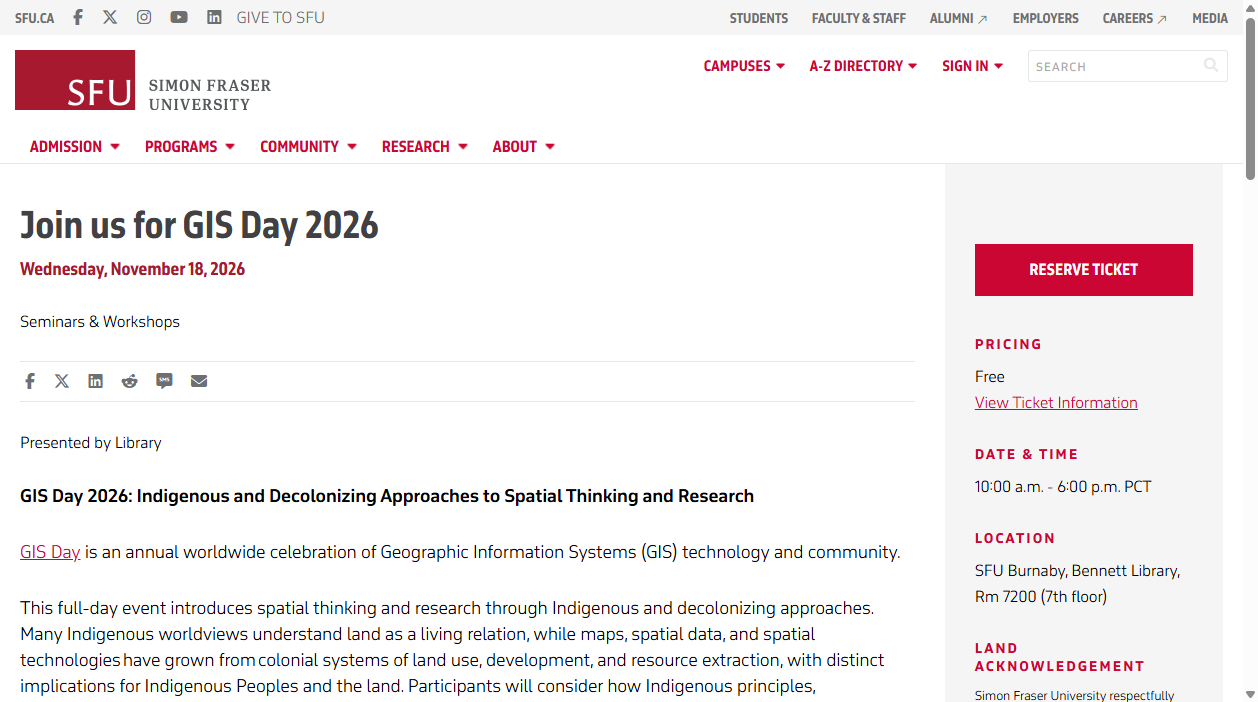 SFU.CA GIVE TO SFU STUDENTS FACULTY & STAFF ALUMNI EMPLOYERS CAREERS MEDIA
CAMPUSES A-Z DIRECTORY SIGN IN SEARCH
SFU SIMON FRASER
UNIVERSITY
ADMISSION PROGRAMS COMMUNITY RESEARCH ABOUT
Join us for GIS Day 2026
Wednesday, November 18, 2026
Seminars & Workshops
SMS
Presented by Library
GIS Day 2026: Indigenous and Decolonizing Approaches to Spatial Thinking and Research
GIS Day is an annual worldwide celebration of Geographic Information Systems (GIS) technology and community.
This full-day event introduces spatial thinking and research through Indigenous and decolonizing approaches.
Many Indigenous worldviews understand land as a living relation, while maps, spatial data, and spatial
technologies have grown from colonial systems of land use, development, and resource extraction, with distinct
implications for Indigenous Peoples and the land. Participants will consider how Indigenous principles,
RESERVE TICKET
PRICING
Free
View Ticket Information
DATE & TIME
10:00 a.m. - 6:00 p.m. PCT
LOCATION
SFU Burnaby, Bennett Library,
Rm 7200 (7th floor)
LAND
ACKNOWLEDGEMENT
Simon Fraser University respectfully